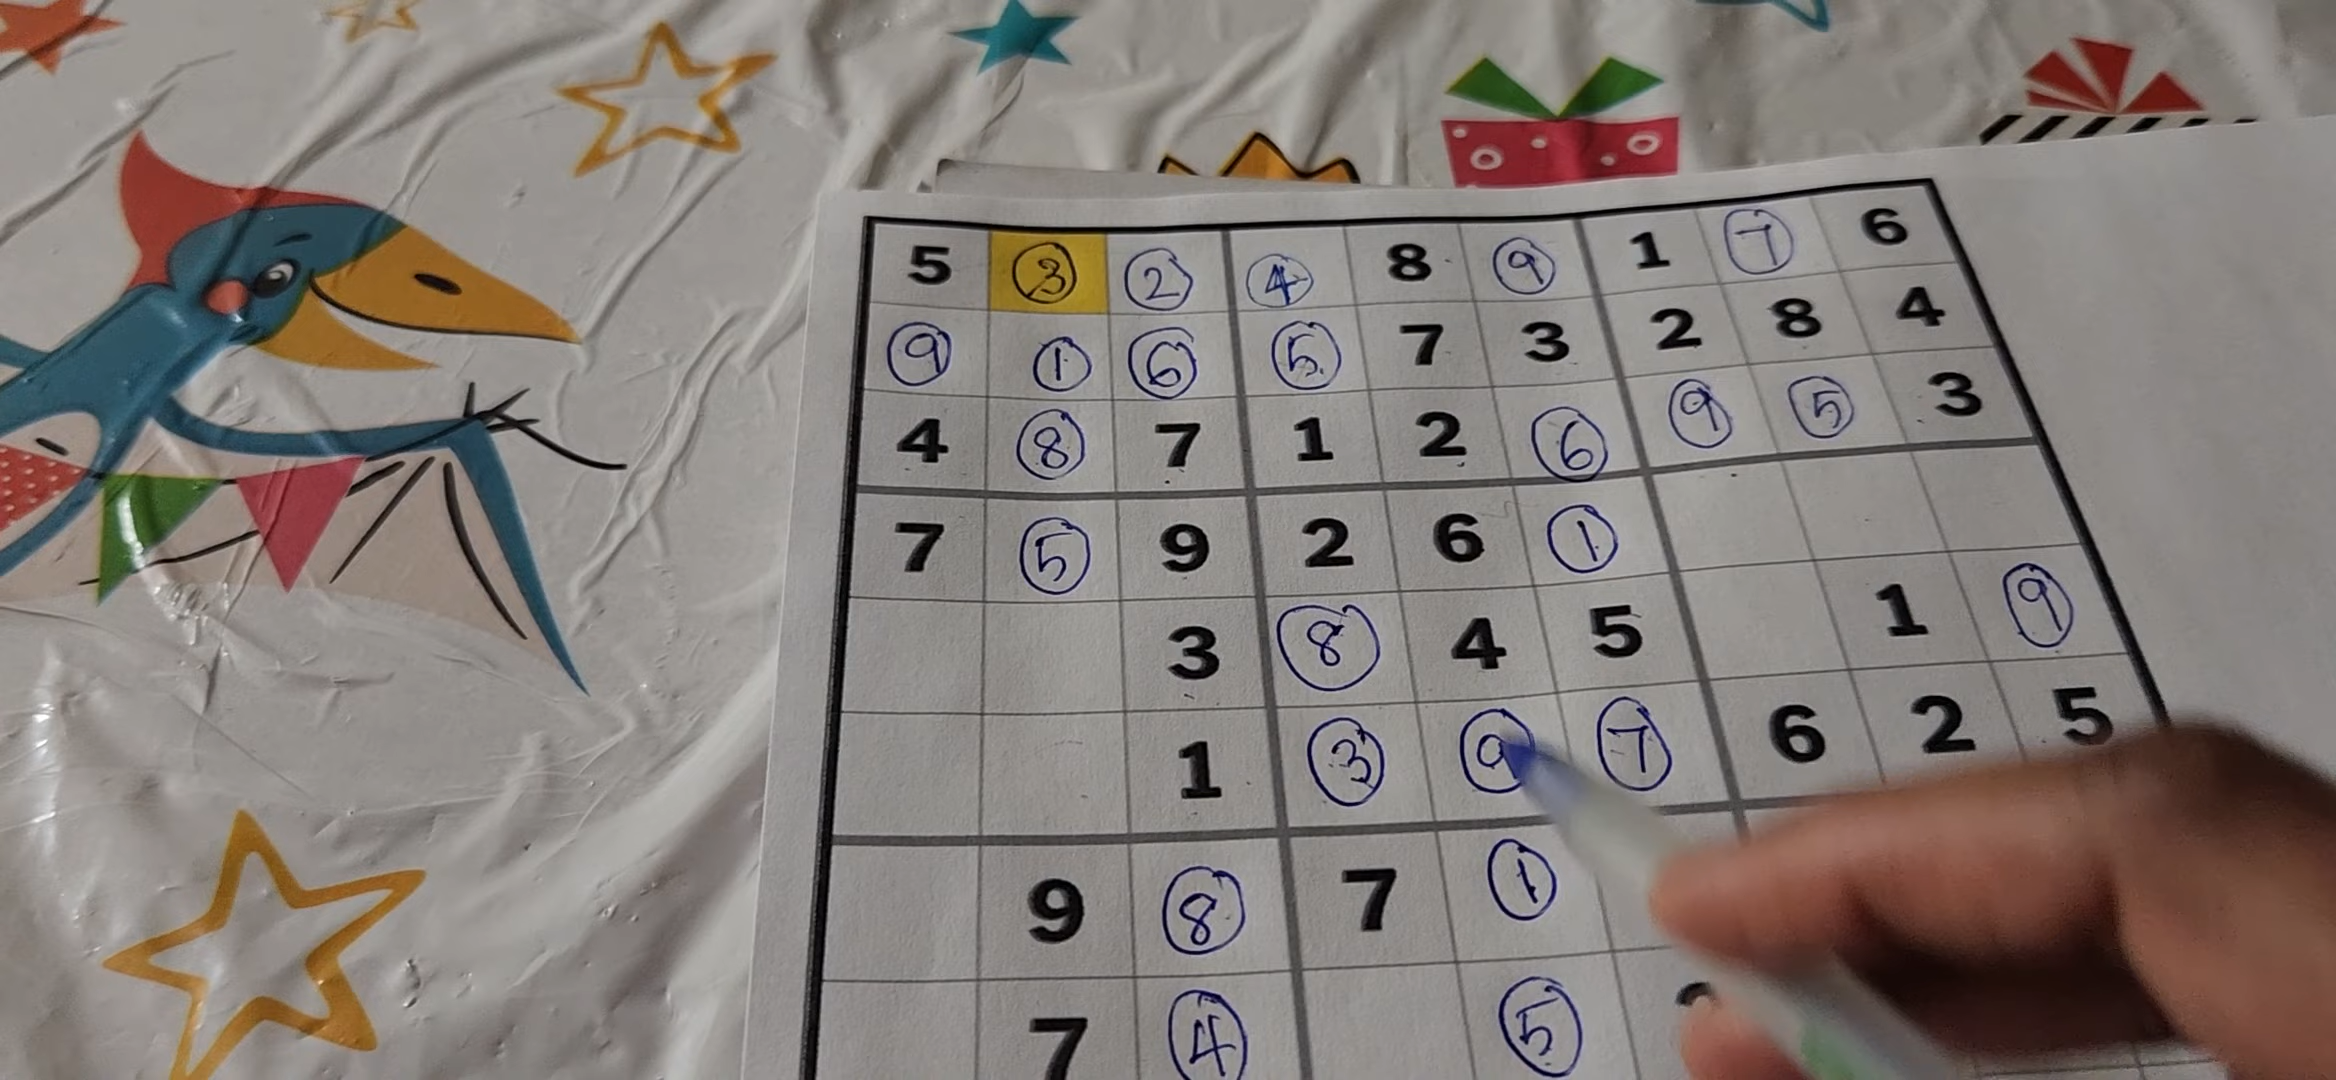 5 3 2 4 8 9 1 7 6
9 1 6 5 7 3 2 8 4
4 8 7 1 2 6 9 5 3
7 5 9 2 6 1
3 8 4 5 1 9
1 3 9 7 6 2 5
9 8 7 1
7 4 5